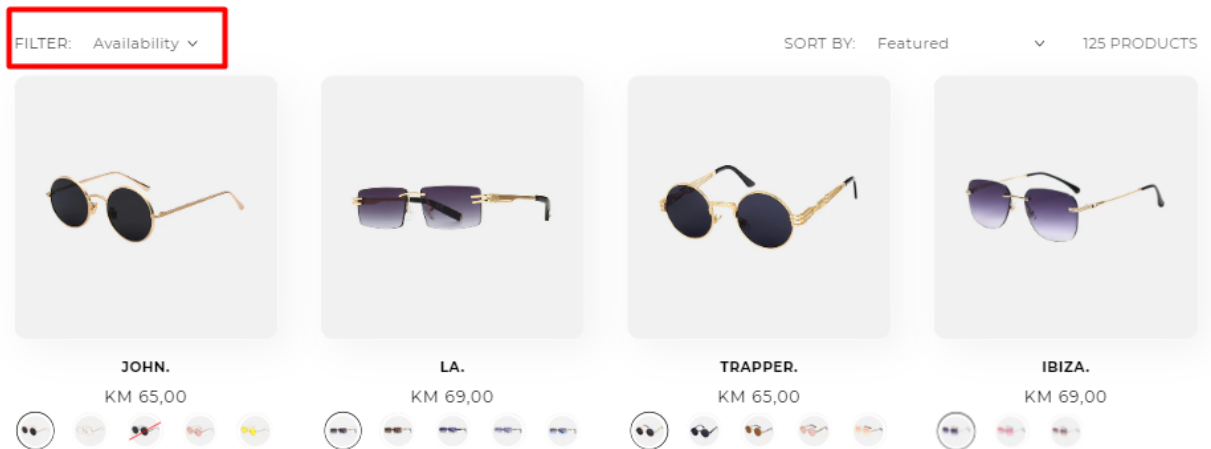 FILTER: Availability
SORT BY: Featured
125 PRODUCTS
JOHN.
KM 65,00
LA.
KM 69,00
TRAPPER.
KM 65,00
IBIZA.
KM 69,00